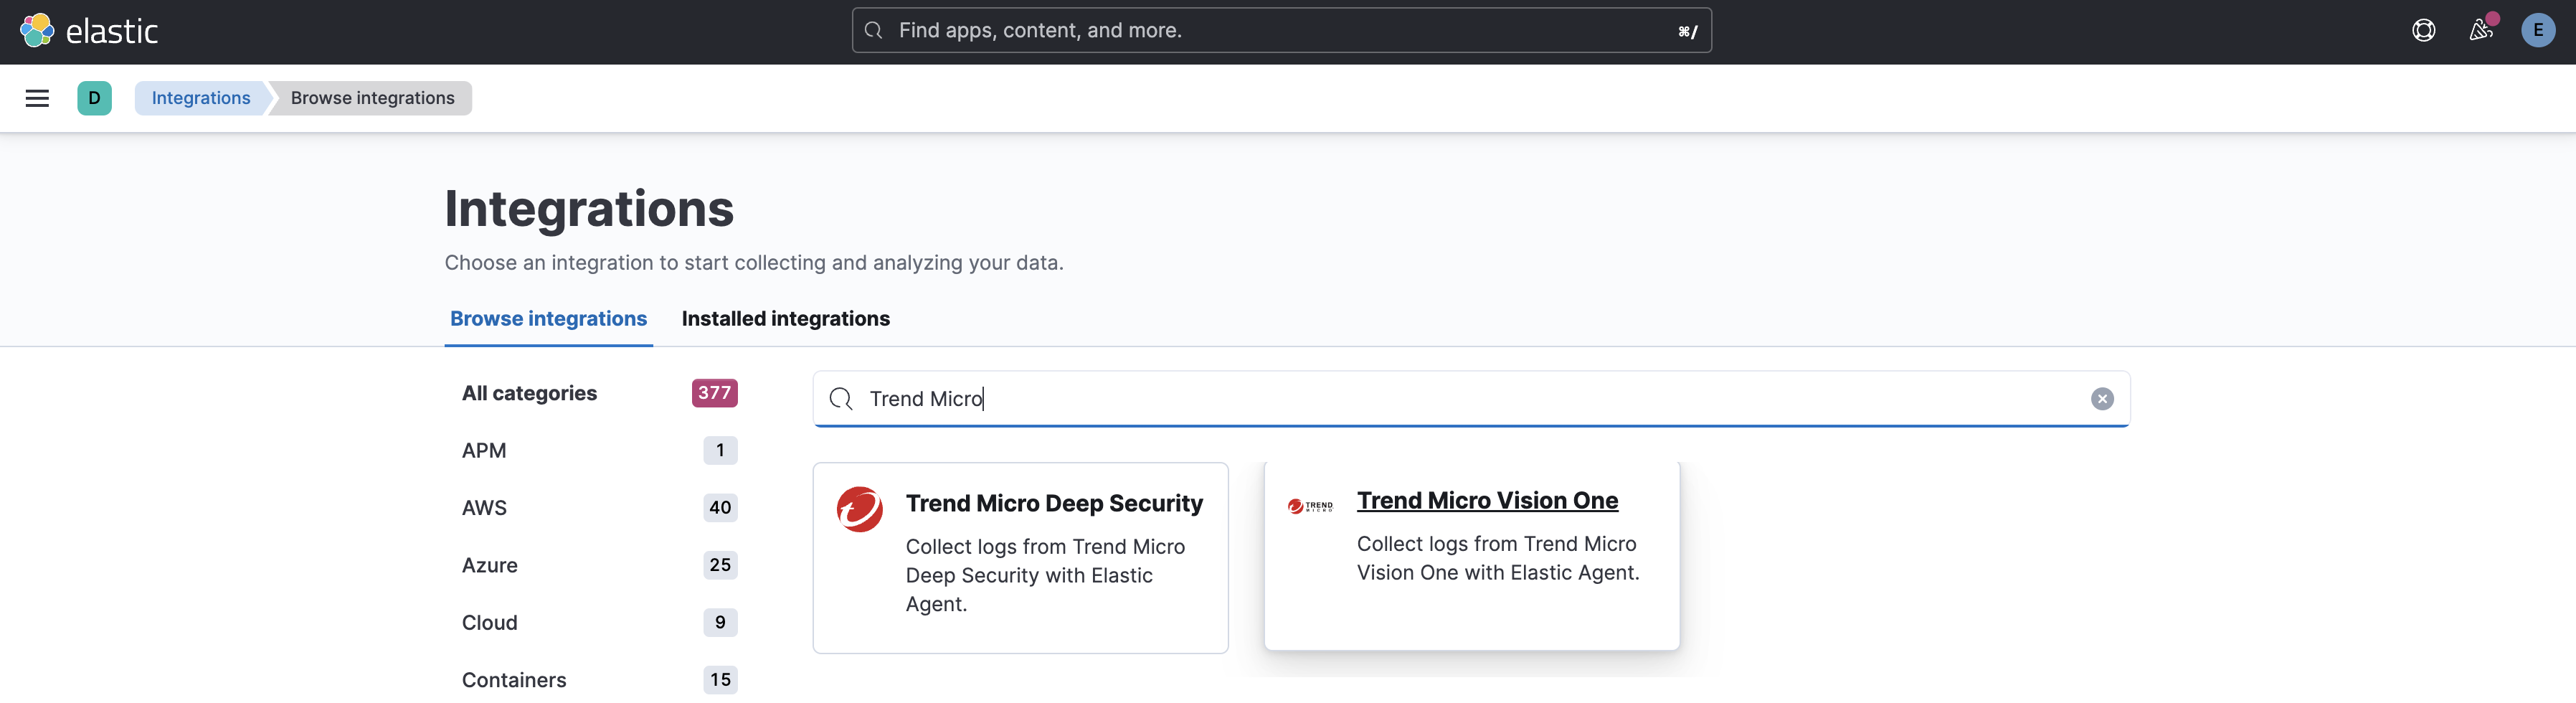 elastic
Find apps, content, and more.
⌘/
E
D
Integrations
Browse integrations
Integrations
Choose an integration to start collecting and analyzing your data.
Browse integrations
Installed integrations
All categories 377
APM 1
AWS 40
Azure 25
Cloud 9
Containers 15
Trend Micro
Trend Micro Deep Security
Collect logs from Trend Micro
Deep Security with Elastic
Agent.
TREND
MICRO
Trend Micro Vision One
Collect logs from Trend Micro
Vision One with Elastic Agent.